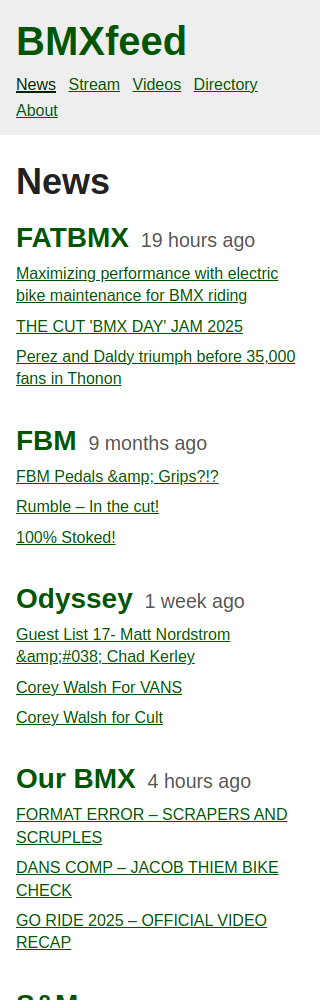 BMXfeed
News Stream Videos Directory
About
News
FATBMX 19 hours ago
Maximizing performance with electric
bike maintenance for BMX riding
THE CUT 'BMX DAY' JAM 2025
Perez and Daldy triumph before 35,000
fans in Thonon
FBM 9 months ago
FBM Pedals &amp; Grips?!?
Rumble – In the cut!
100% Stoked!
Odyssey 1 week ago
Guest List 17- Matt Nordstrom
&amp;#038; Chad Kerley
Corey Walsh For VANS
Corey Walsh for Cult
Our BMX 4 hours ago
FORMAT ERROR – SCRAPERS AND
SCRUPLES
DANS COMP – JACOB THIEM BIKE
CHECK
GO RIDE 2025 – OFFICIAL VIDEO
RECAP
S&M